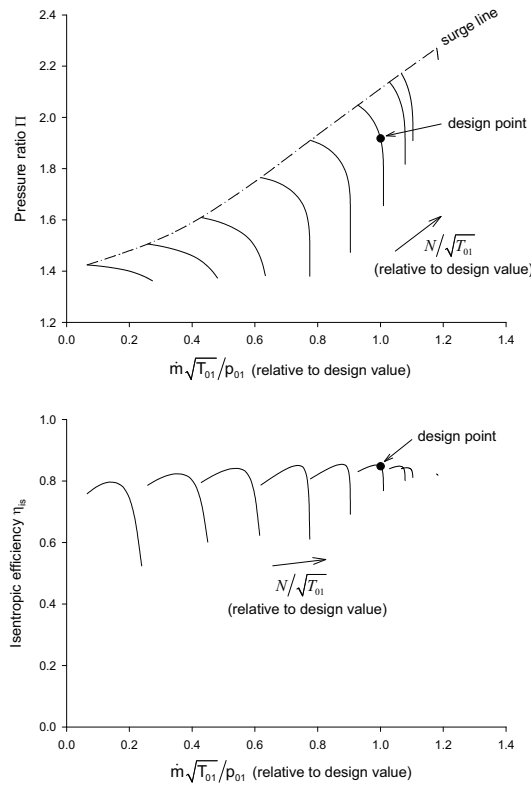 2.4
2.2
2.0
1.8
1.6
1.4
1.2
Pressure ratio Π
surge line
design point
N/√T₀₁
(relative to design value)
0.0 0.2 0.4 0.6 0.8 1.0 1.2 1.4
ṁ√T₀₁/p₀₁ (relative to design value)
1.0
0.8
0.6
0.4
0.2
0.0
Isentropic efficiency ηis
design point
N/√T₀₁
(relative to design value)
0.0 0.2 0.4 0.6 0.8 1.0 1.2 1.4
ṁ√T₀₁/p₀₁ (relative to design value)